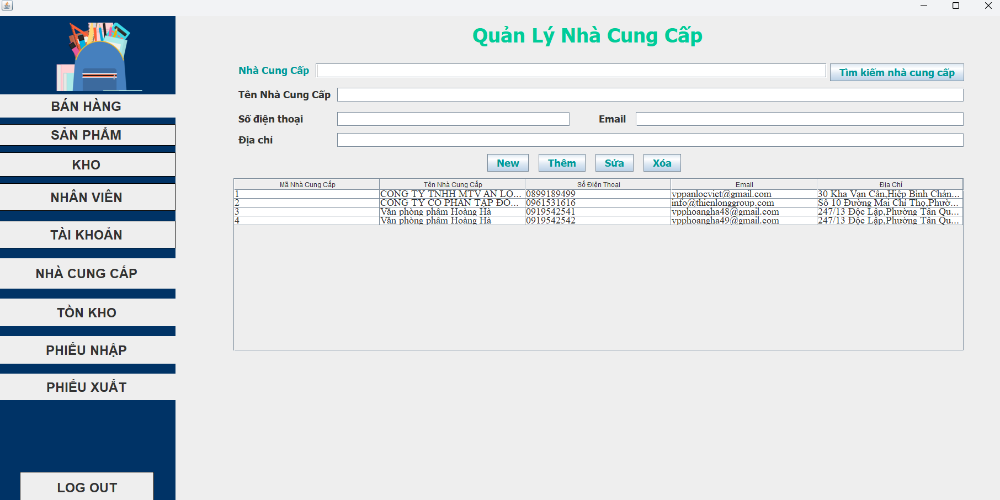 Quản Lý Nhà Cung Cấp
Nhà Cung Cấp Tìm kiếm nhà cung cấp
Tên Nhà Cung Cấp
Số điện thoại Email
Địa chỉ
New Thêm Sửa Xóa
Mã Nhà Cung Cấp Tên Nhà Cung Cấp Số Điện Thoại Email Địa Chỉ
1 CÔNG TY TNHH MTV AN LO... 0899189499 vppanlocviet@gmail.com 30 Kha Vạn Cân,Hiệp Bình Chán...
2 CÔNG TY CỔ PHẦN TẬP ĐO... 0961531616 info@thienlonggroup.com Số 10 Đường Mai Chí Thọ,Phườ...
3 Văn phòng phẩm Hoàng Hà 0919542541 vpphoangha48@gmail.com 247/13 Độc Lập,Phường Tân Qu...
4 Văn phòng phẩm Hoàng Hà 0919542542 vpphoangha49@gmail.com 247/13 Độc Lập,Phường Tân Qu...
BÁN HÀNG
SẢN PHẨM
KHO
NHÂN VIÊN
TÀI KHOẢN
NHÀ CUNG CẤP
TỒN KHO
PHIẾU NHẬP
PHIẾU XUẤT
LOG OUT